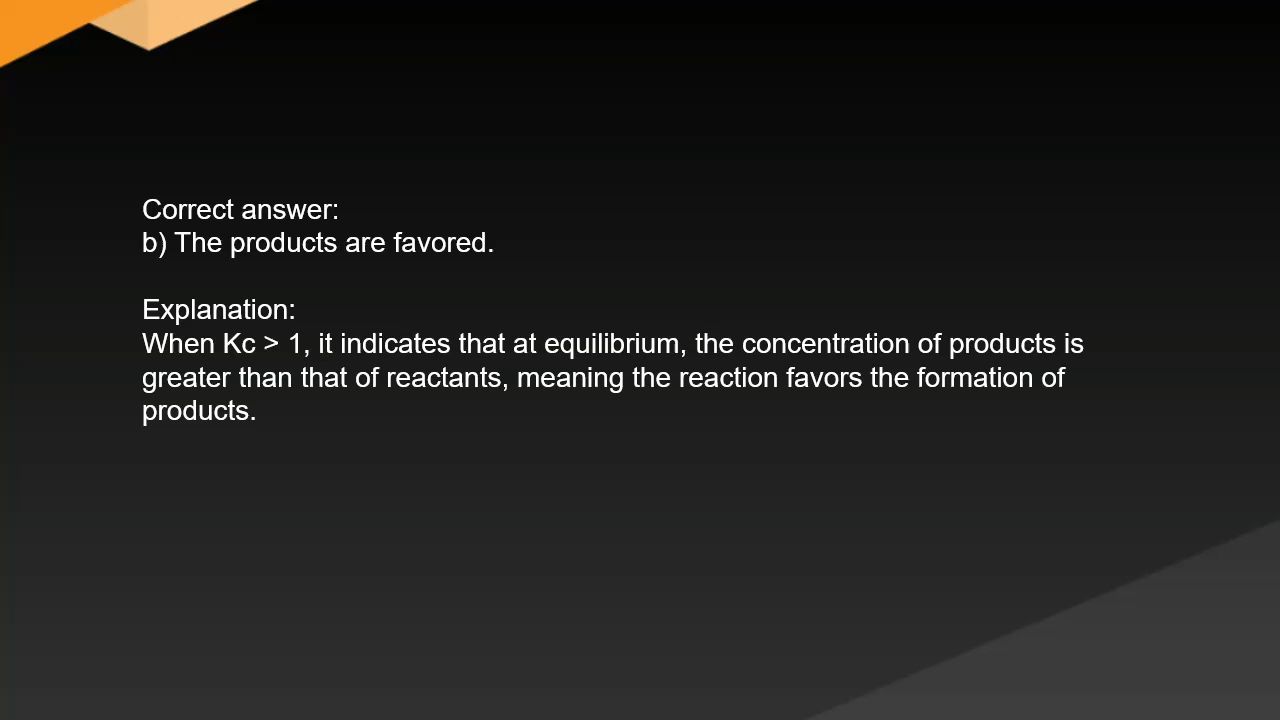 Correct answer:
b) The products are favored.
Explanation:
When Kc > 1, it indicates that at equilibrium, the concentration of products is
greater than that of reactants, meaning the reaction favors the formation of
products.